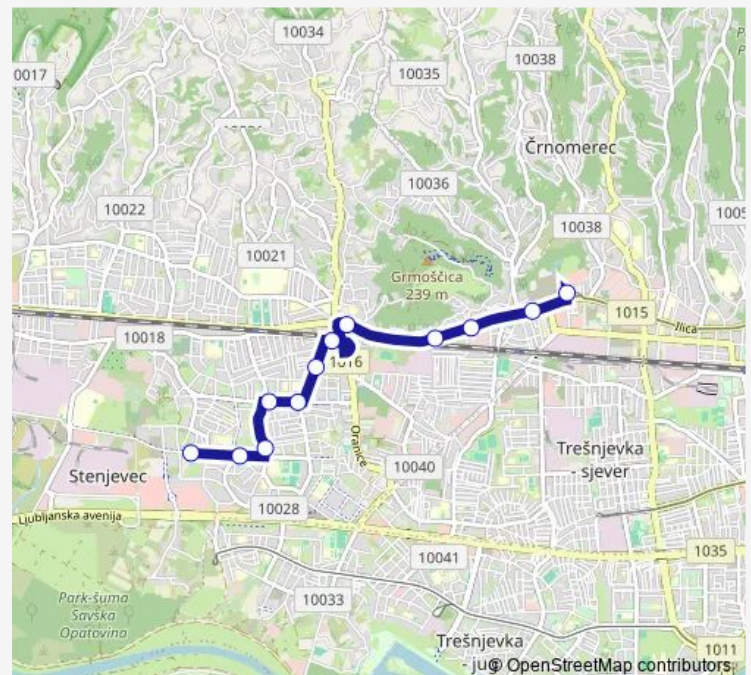 10034
10017
10035
10038
Črnomerec
10036
10022
10038
10021
Grmoščica
239 m
1015
Ilica
10018
1016
Oranice
Trešnjevka
- sjever
10040
Stenjevec
10028
Ljubljanska avenija
10041
1035
10033
Park-šuma
Savska
Opatovina
Trešnjevka
- jug
1011
© OpenStreetMap contributors